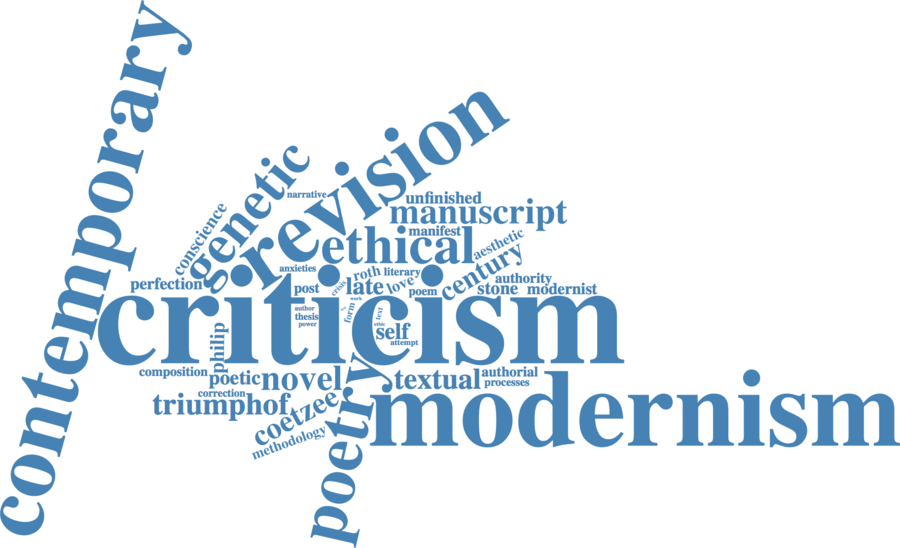 contemporary
revision
genetic
narrative
unfinished
manuscript
conscience
manifest
ethical
aesthetic
century
anxieties
roth
literary
perfection
post
crisis
late
love
poem
authority
stone
modernist
work
criticism
author
thesis
power
form
text
ethic
self
attempt
philip
composition
poetic
novel
textual
authorial
processes
correction
triumphof
coetzee
poetry
modernism
methodology